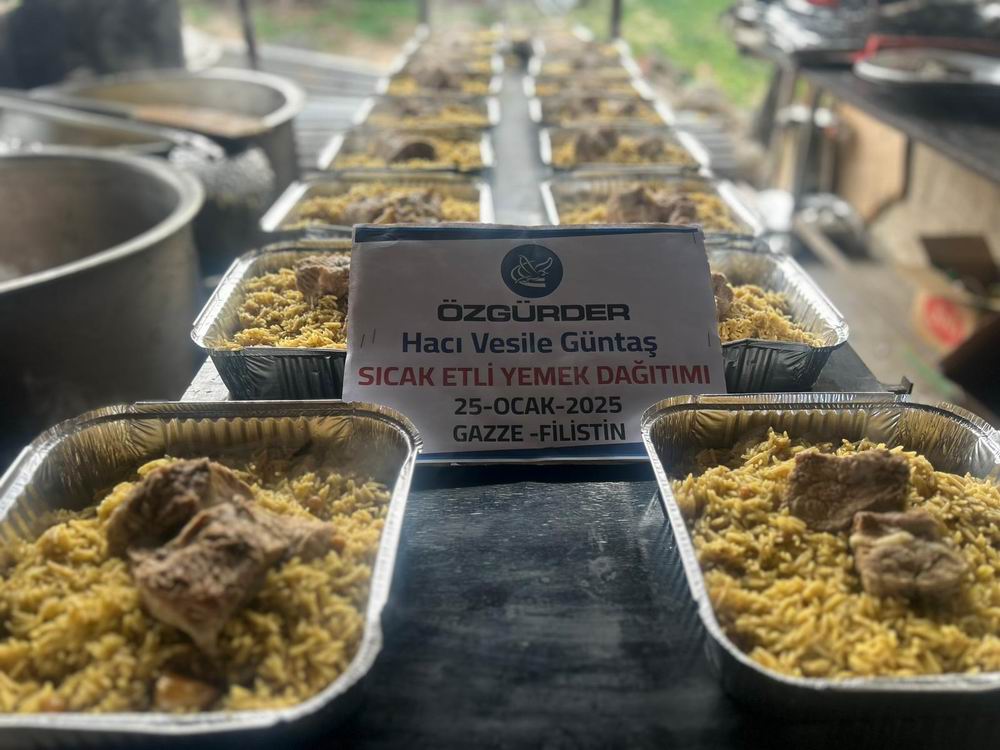 ÖZGÜRDER
Hacı Vesile Güntaş
SICAK ETLİ YEMEK DAĞITIMI
25-OCAK-2025
GAZZE -FİLİSTİN